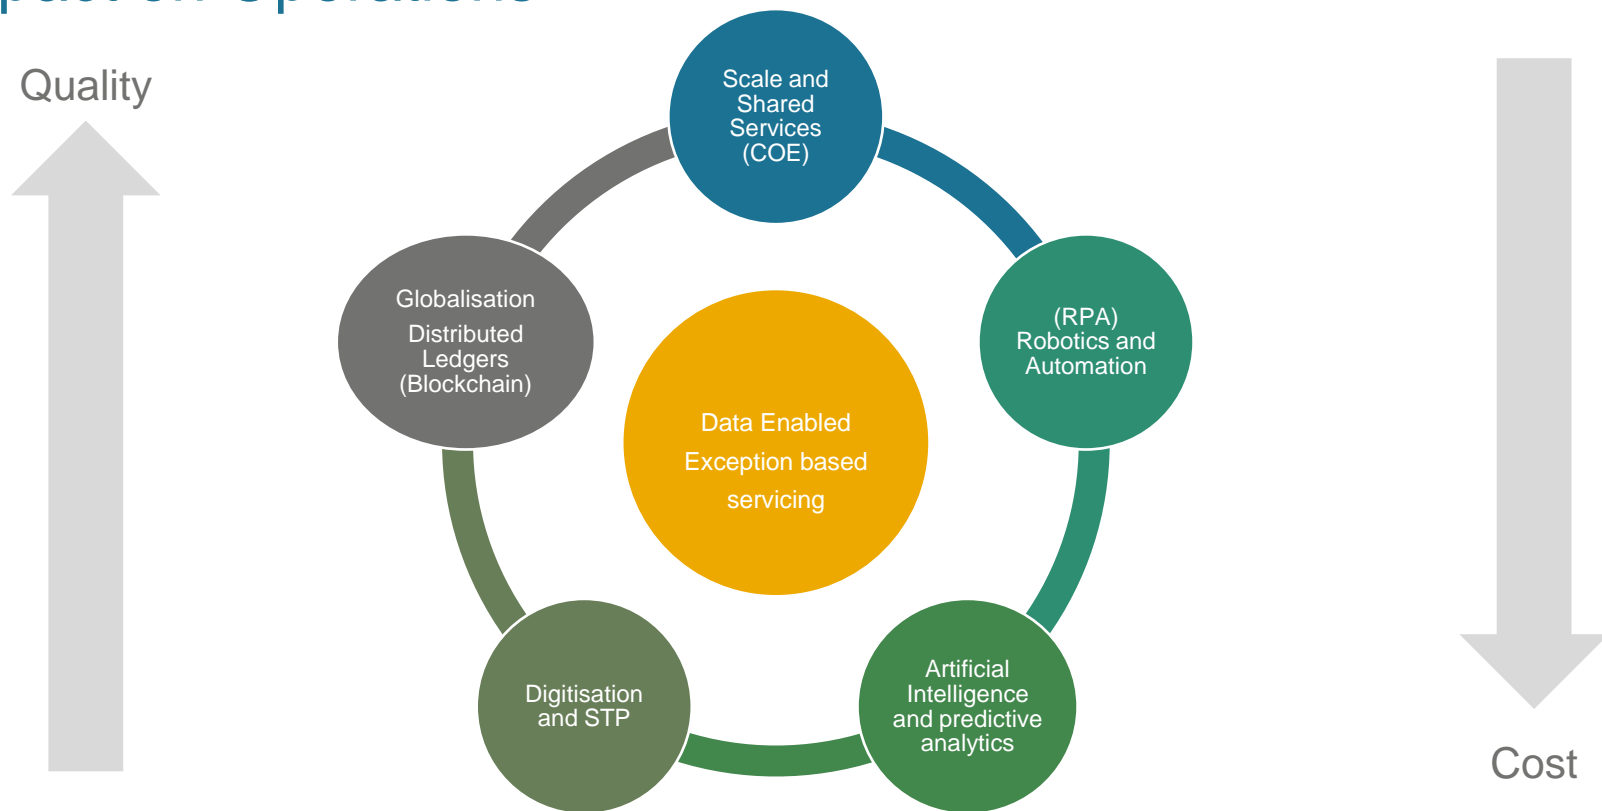 Operations
Quality
Scale and
Shared
Services
(COE)
Globalisation
Distributed
Ledgers
(Blockchain)
(RPA)
Robotics and
Automation
Data Enabled
Exception based
servicing
Digitisation
and STP
Artificial
Intelligence
and predictive
analytics
Cost